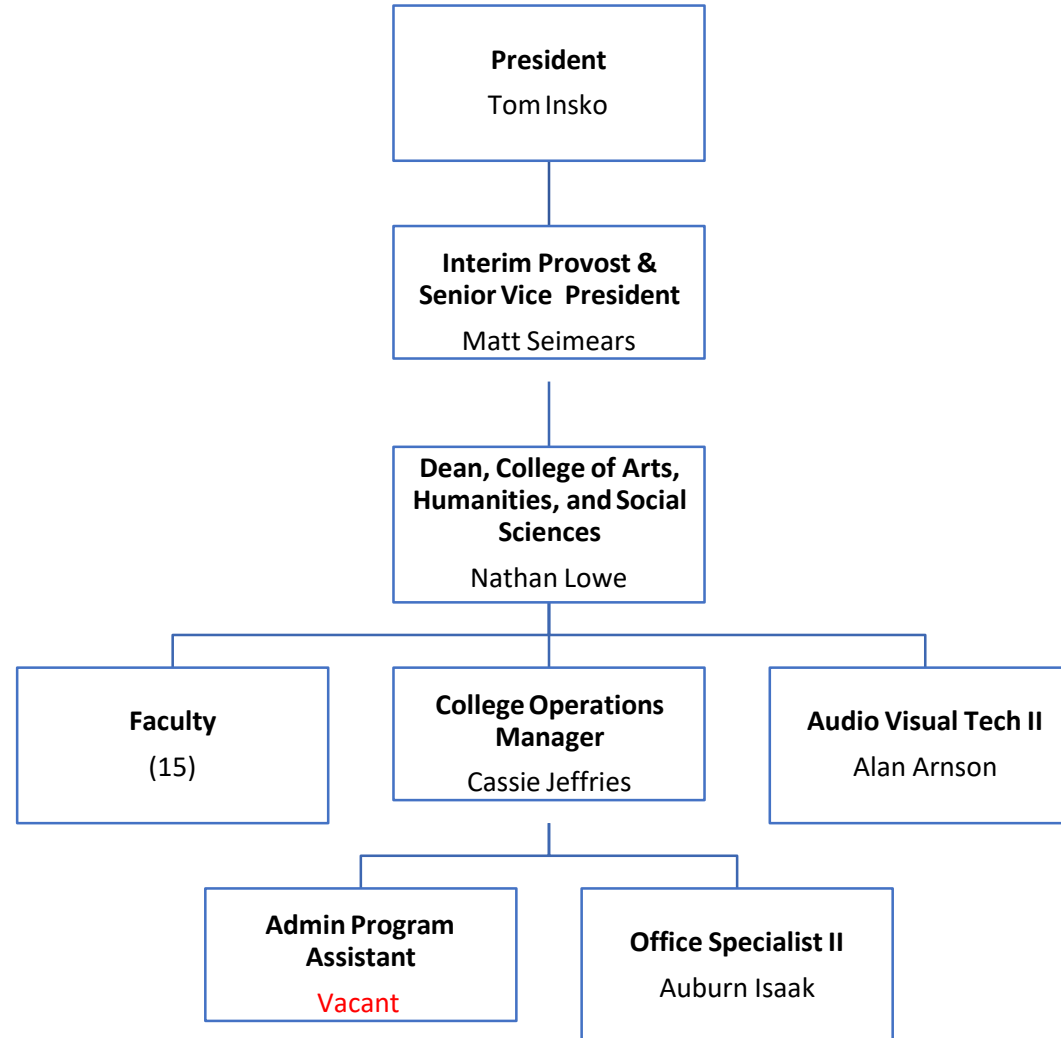 President
Tom Insko
Interim Provost &
Senior Vice President
Matt Seimears
Dean, College of Arts,
Humanities, and Social
Sciences
Nathan Lowe
Faculty
(15)
College Operations
Manager
Cassie Jeffries
Audio Visual Tech II
Alan Arnson
Admin Program
Assistant
Vacant
Office Specialist II
Auburn Isaak